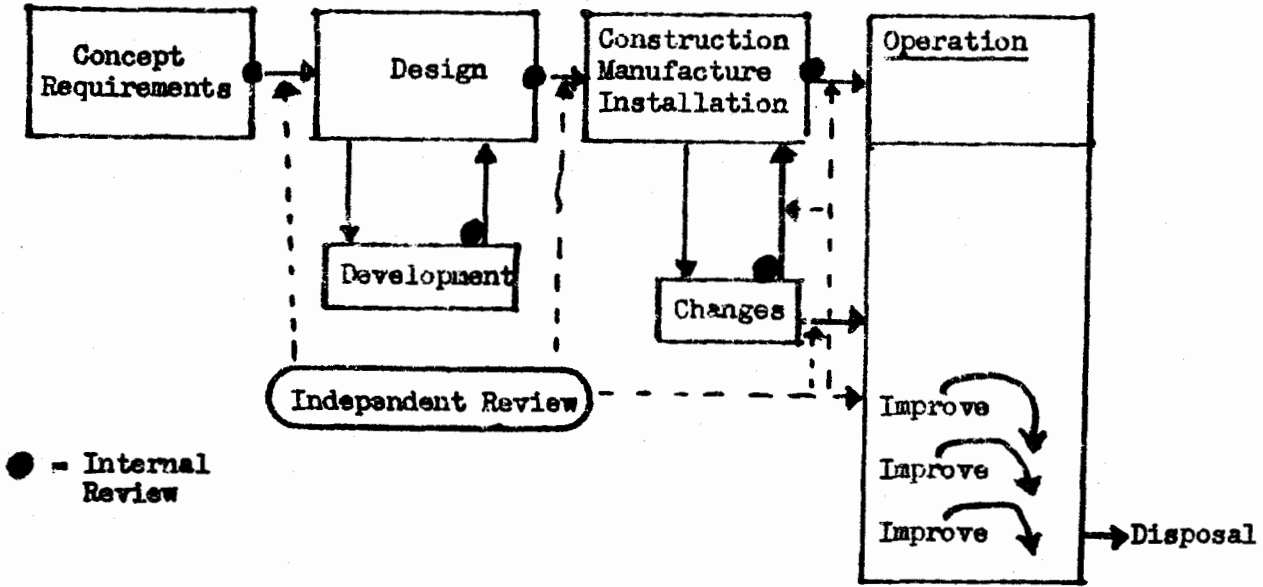 Concept
Requirements
Design
Construction
Manufacture
Installation
Operation
Development
Changes
Independent Review
Improve
Improve
Improve
Disposal
= Internal
Review